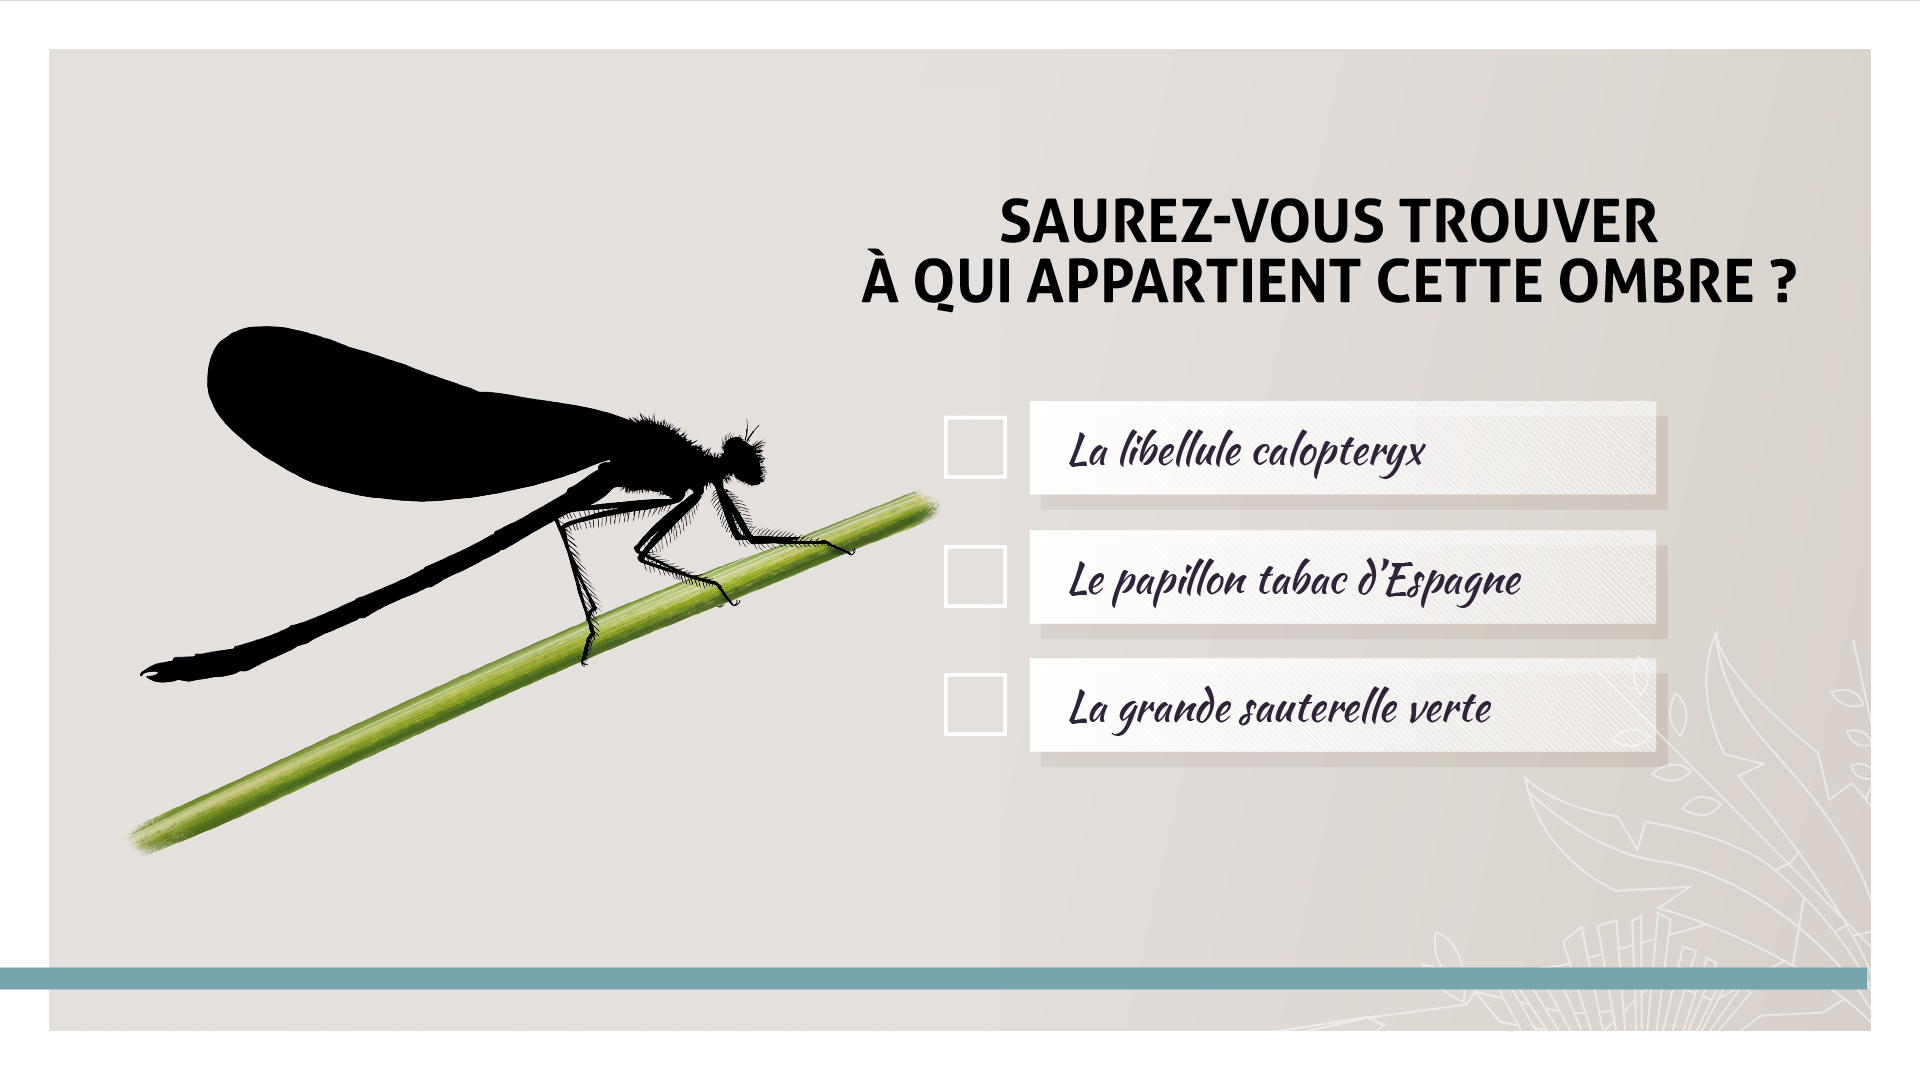 SAUREZ-VOUS TROUVER
À QUI APPARTIENT CETTE OMBRE ?
La libellule calopteryx
Le papillon tabac d'Espagne
La grande sauterelle verte